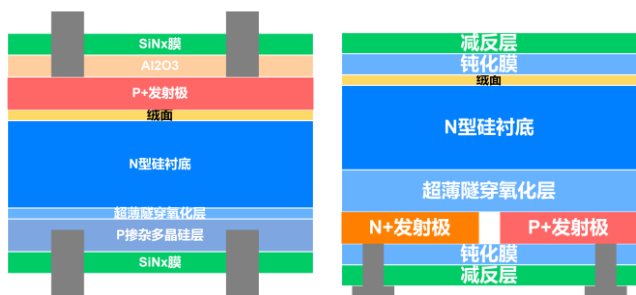 SiNx膜
Al2O3
P+发射极
绒面
N型硅衬底
超薄隧穿氧化层
P掺杂多晶硅层
SiNx膜
减反层
钝化膜
绒面
N型硅衬底
超薄隧穿氧化层
N+发射极
P+发射极
钝化膜
减反层